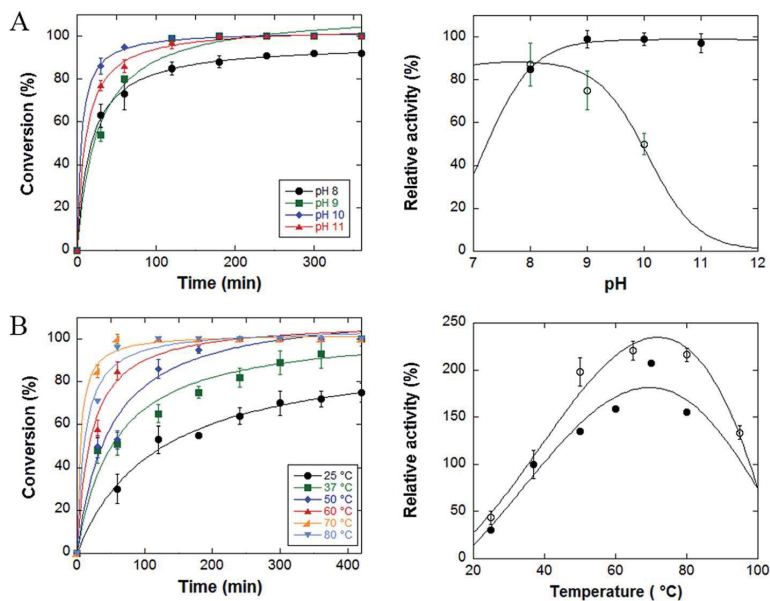 A
Conversion (%)
100
80
60
40
20
0
pH 8
pH 9
pH 10
pH 11
0 100 200 300
Time (min)
Relative activity (%)
100
80
60
40
20
0
7 8 9 10 11 12
pH
B
Conversion (%)
100
80
60
40
20
0
25 °C
37 °C
50 °C
60 °C
70 °C
80 °C
0 100 200 300 400
Time (min)
Relative activity (%)
250
200
150
100
50
0
20 40 60 80 100
Temperature ( °C)